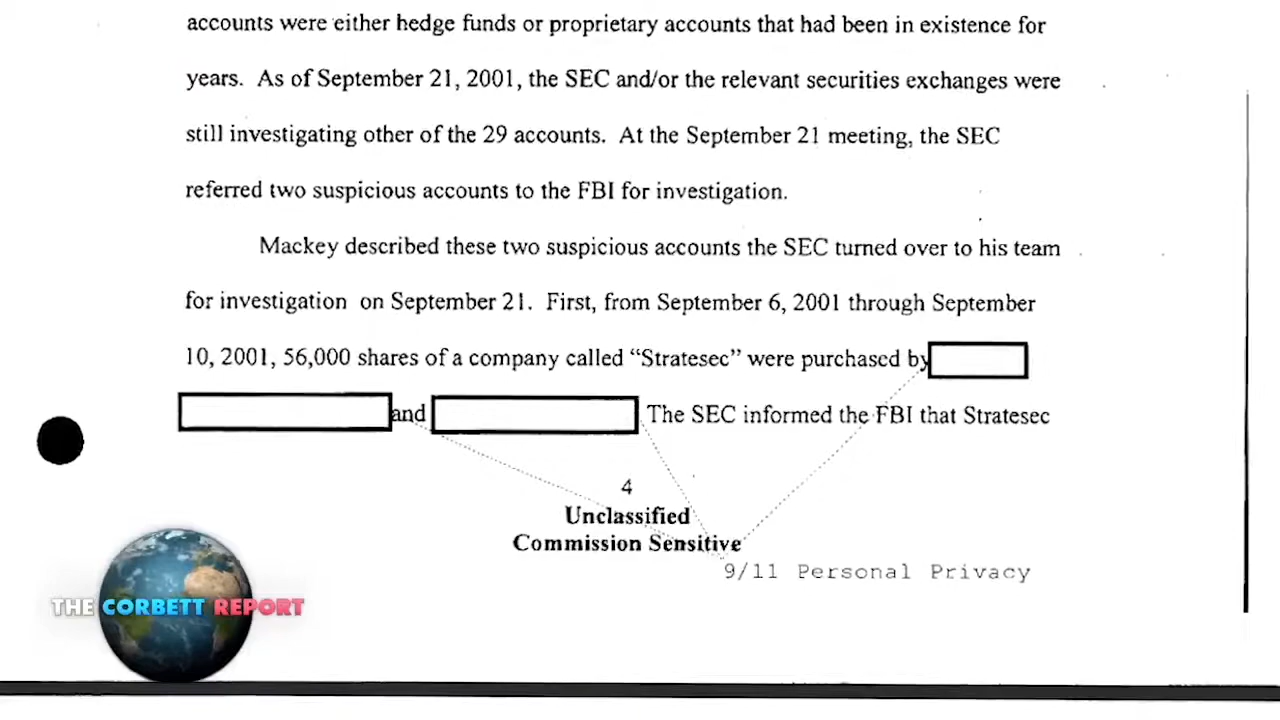 accounts were either hedge funds or proprietary accounts that had been in existence for
years. As of September 21, 2001, the SEC and/or the relevant securities exchanges were
still investigating other of the 29 accounts. At the September 21 meeting, the SEC
referred two suspicious accounts to the FBI for investigation.
Mackey described these two suspicious accounts the SEC turned over to his team
for investigation on September 21. First, from September 6, 2001 through September
10, 2001, 56,000 shares of a company called “Stratesec” were purchased by
and The SEC informed the FBI that Stratesec
4
Unclassified
Commission Sensitive
9/11 Personal Privacy
THE CORBETT REPORT